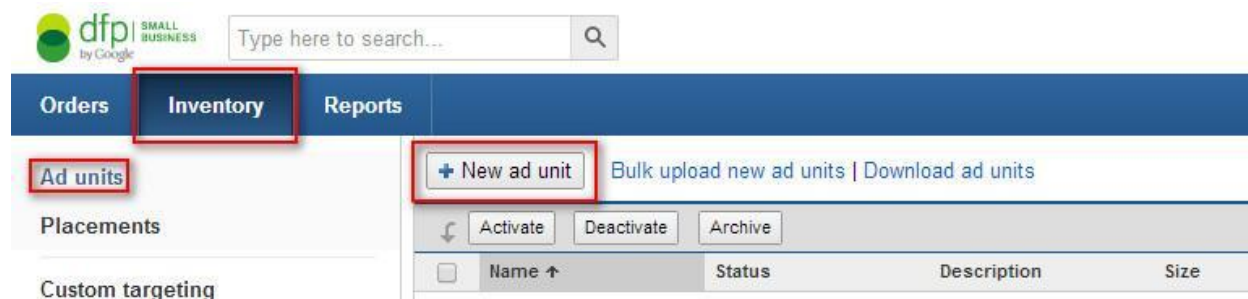 dfp SMALL BUSINESS
by Google
Type here to search...
Orders Inventory Reports
Ad units
+ New ad unit Bulk upload new ad units | Download ad units
Placements
Activate Deactivate Archive
Name ↑ Status Description Size
Custom targeting